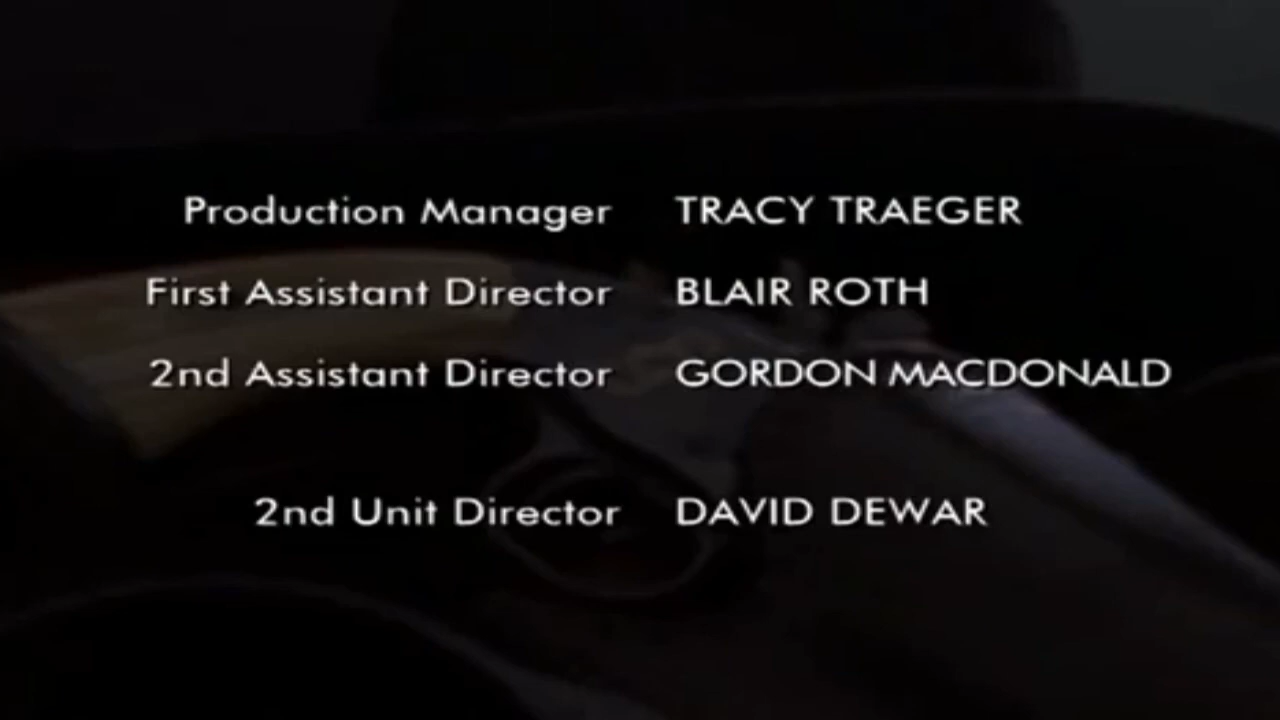 Production Manager TRACY TRAEGER
First Assistant Director BLAIR ROTH
2nd Assistant Director GORDON MACDONALD
2nd Unit Director DAVID DEWAR